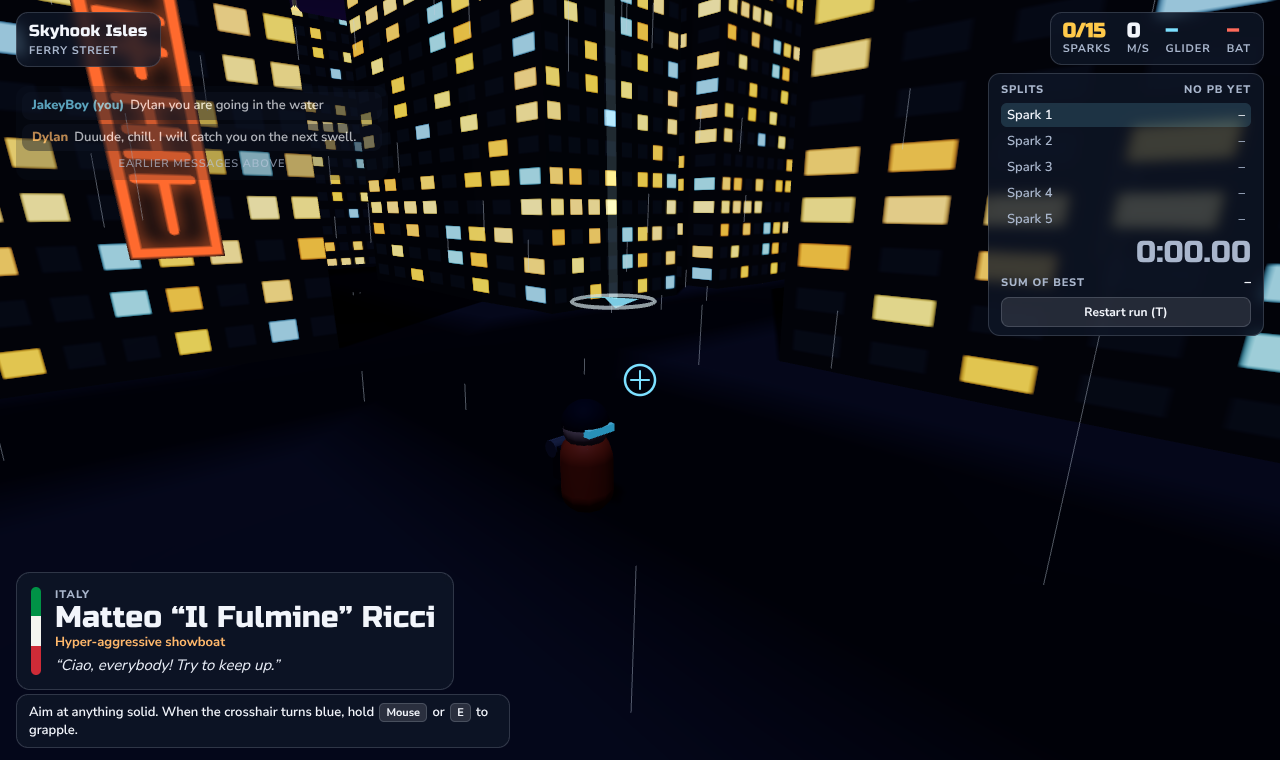 Skyhook Isles
FERRY STREET
JakeyBoy (you) Dylan you are going in the water
Dylan Duuude, chill. I will catch you on the next swell.
EARLIER MESSAGES ABOVE
0/15 SPARKS
0 M/S
– GLIDER
– BAT
SPLITS NO PB YET
Spark 1 –
Spark 2 –
Spark 3 –
Spark 4 –
Spark 5 –
0:00.00
SUM OF BEST –
Restart run (T)
ITALY
Matteo “Il Fulmine” Ricci
Hyper-aggressive showboat
“Ciao, everybody! Try to keep up.”
Aim at anything solid. When the crosshair turns blue, hold Mouse or E to
grapple.